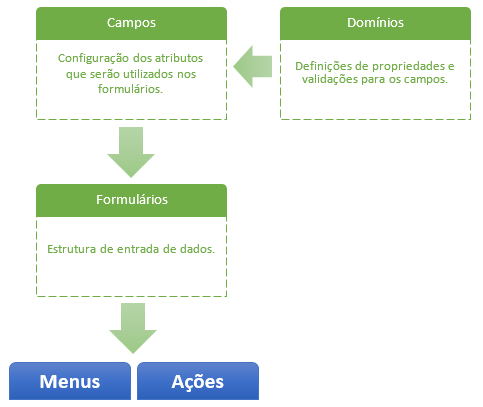 Campos
Configuração dos atributos
que serão utilizados nos
formulários.
Domínios
Definições de propriedades e
validações para os campos.
Formulários
Estrutura de entrada de dados.
Menus
Ações